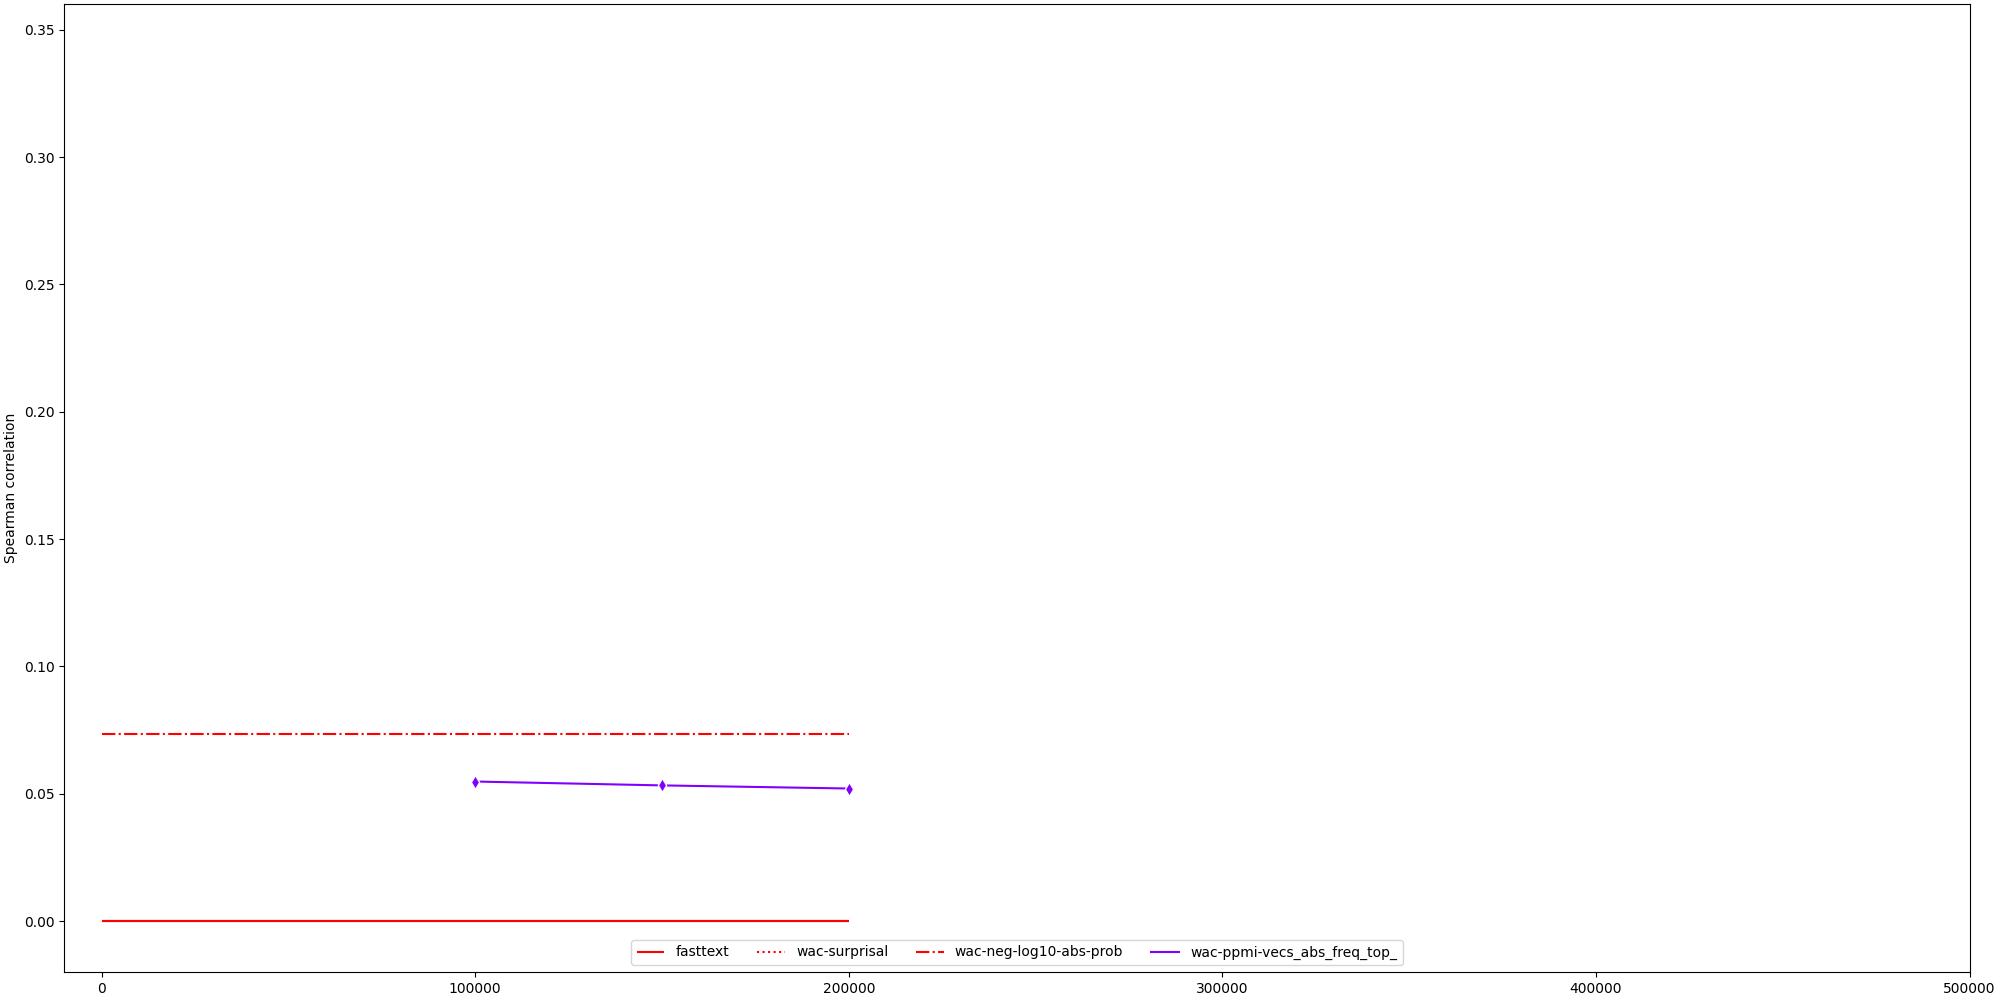 0.35
0.30
0.25
0.20
0.15
0.10
0.05
0.00
Spearman correlation
fasttext wac-surprisal wac-neg-log10-abs-prob wac-ppmi-vecs_abs_freq_top_
0 100000 200000 300000 400000 500000